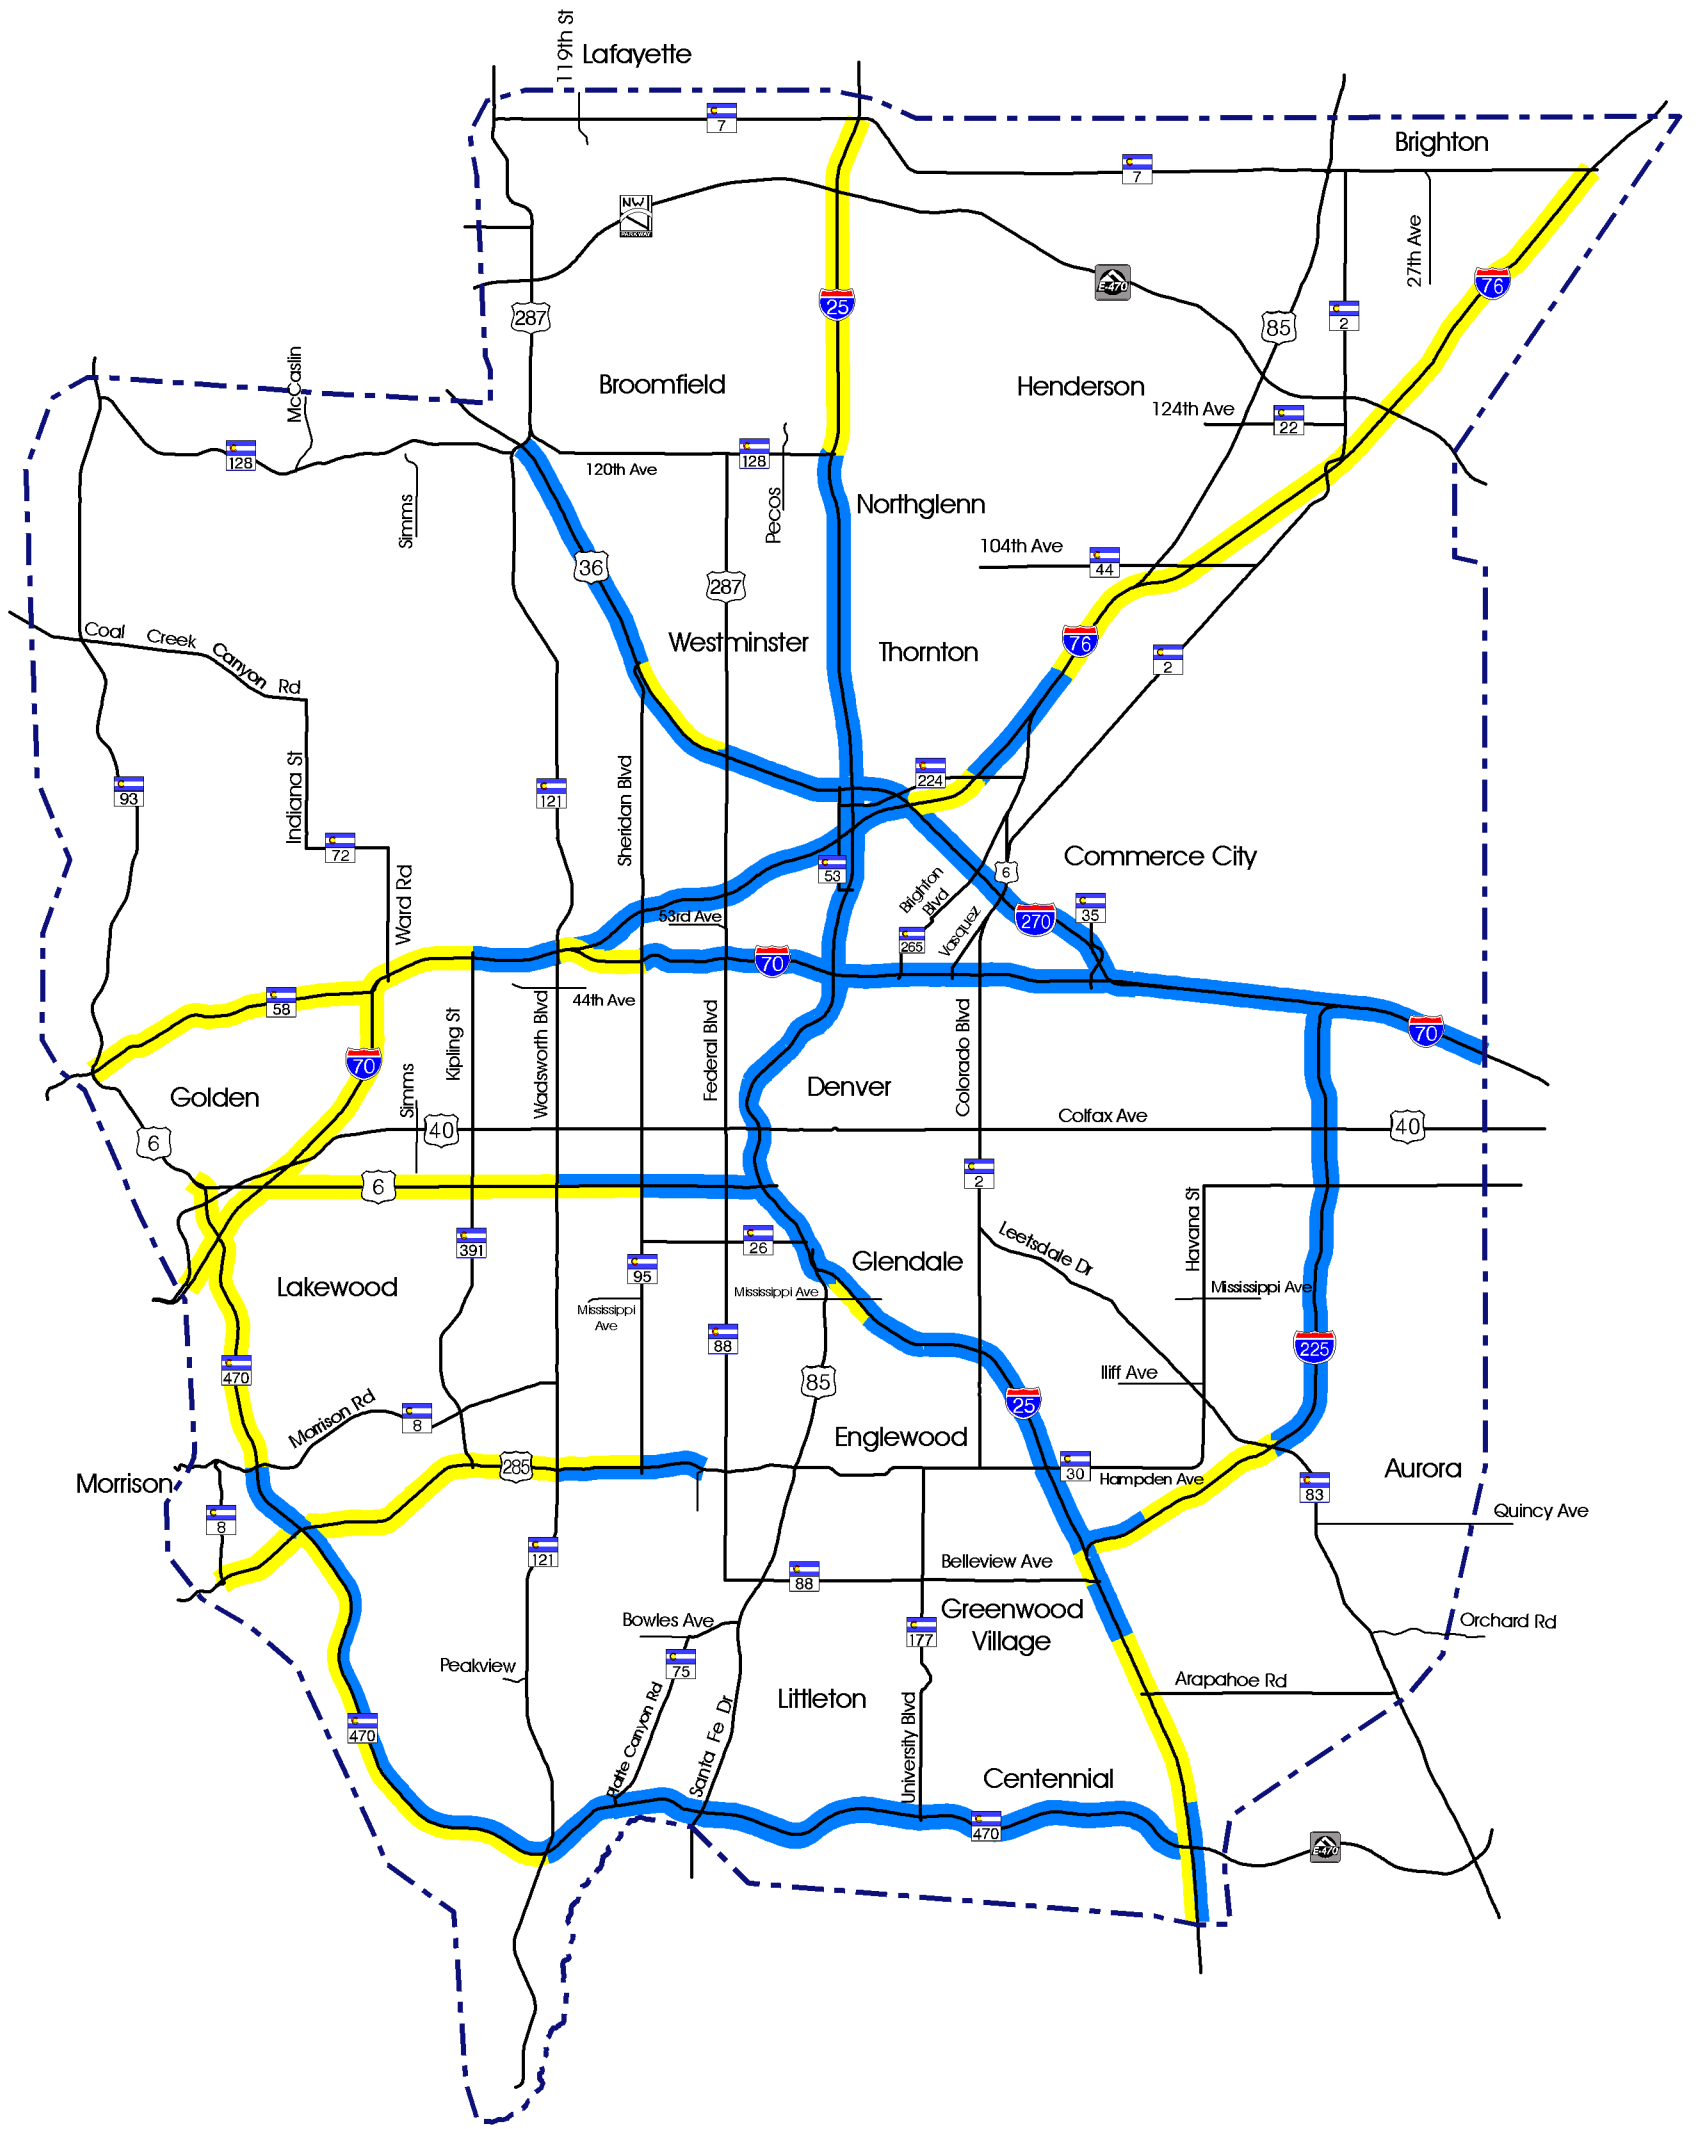 119th St
Lafayette
7
Brighton
7
NW
PARKWAY
27th Ave
E-470
76
25
287
85
2
McCaslin
Broomfield
Henderson
124th Ave
22
128
128
120th Ave
Simms
Pecos
Northglenn
104th Ave
44
36
287
Coal Creek Canyon Rd
Westminster
Thornton
76
2
93
Indiana St
121
Sheridan Blvd
224
72
53
Commerce City
6
Ward Rd
Brighton
Blvd
35
53rd Ave
270
Vasquez
265
70
58
44th Ave
Wadsworth Blvd
Federal Blvd
Colorado Blvd
70
Kipling St
70
Simms
Golden
Denver
40
Colfax Ave
40
6
6
2
Havana St
391
26
Leetsdale Dr
Glendale
95
Lakewood
Mississippi Ave
Mississippi
Ave
Mississippi Ave
88
225
470
85
Iliff Ave
25
Morrison Rd
8
Englewood
285
30
Hampden Ave
Aurora
Morrison
83
8
Quincy Ave
121
Belleview Ave
88
Greenwood
Village
Bowles Ave
177
Orchard Rd
Peakview
75
Arapahoe Rd
Littleton
Platte Canyon Rd
Santa Fe Dr
University Blvd
470
Centennial
470
E-470